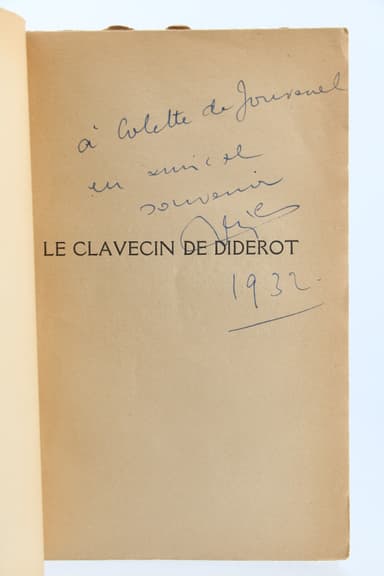 à Colette de Jouvenel
en amical
souvenir
LE CLAVECIN DE DIDEROT
1932.